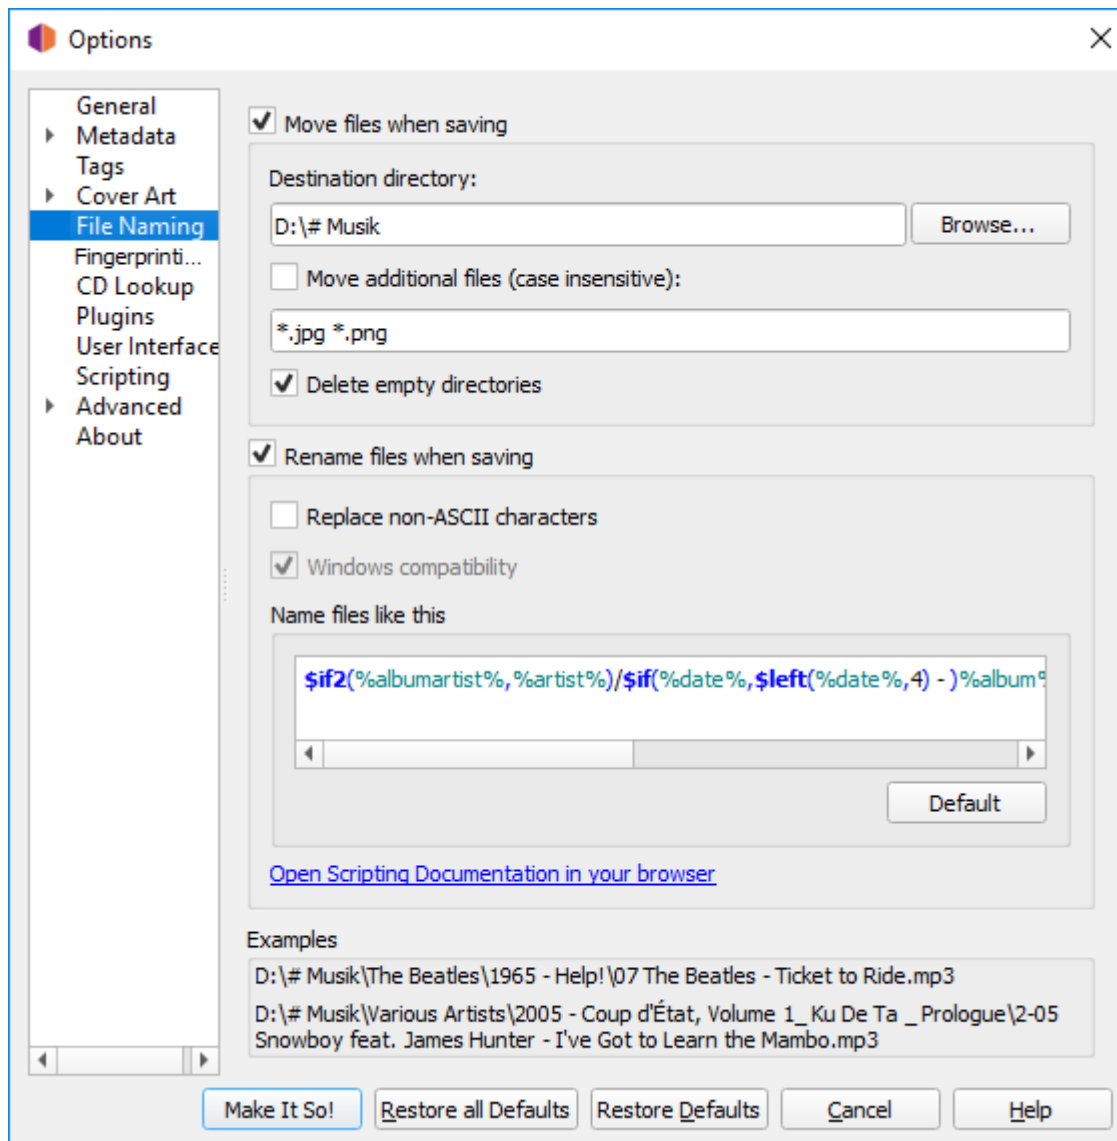 Options
General
Metadata
Tags
Cover Art
File Naming
Fingerprinti...
CD Lookup
Plugins
User Interface
Scripting
Advanced
About
Move files when saving
Destination directory:
D:\# Musik
Browse...
Move additional files (case insensitive):
*.jpg *.png
Delete empty directories
Rename files when saving
Replace non-ASCII characters
Windows compatibility
Name files like this
$if2(%albumartist%,%artist%)/$if(%date%,$left(%date%,4) - )%album%
Default
Open Scripting Documentation in your browser
Examples
D:\# Musik\The Beatles\1965 - Help!\07 The Beatles - Ticket to Ride.mp3
D:\# Musik\Various Artists\2005 - Coup d'État, Volume 1_ Ku De Ta _ Prologue\2-05
Snowboy feat. James Hunter - I've Got to Learn the Mambo.mp3
Make It So!
Restore all Defaults
Restore Defaults
Cancel
Help